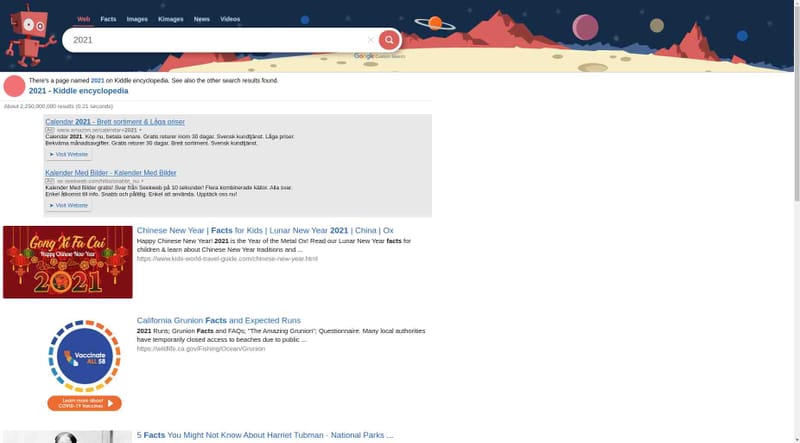 Web Facts Images Kimages News Videos
2021
Google Custom Search
There's a page named 2021 on Kiddle encyclopedia. See also the other search results found.
2021 - Kiddle encyclopedia
About 2,250,000,000 results (0.21 seconds)
Calendar 2021 - Brett sortiment & Låga priser
Ad www.amazon.se/calendar+2021
Calendar 2021. Köp nu, betala senare. Gratis returer inom 30 dagar. Svensk kundtjänst. Låga priser.
Bekväma månadsavgifter. Gratis returer 30 dagar. Brett sortiment. Svensk kundtjänst.
➤ Visit Website
Kalender Med Bilder - Kalender Med Bilder
Ad se.seekweb.com/hitta/snabbt_nu
Kalender Med Bilder gratis! Svar från Seekweb på 10 sekunder! Flera kombinerade källor. Alla svar.
Enkel åtkomst till info. Snabb och pålitlig. Enkel att använda. Upptäck oss nu!
➤ Visit Website
Gong Xi Fa Cai
Happy Chinese New Year!
2021
Chinese New Year | Facts for Kids | Lunar New Year 2021 | China | Ox
Happy Chinese New Year! 2021 is the Year of the Metal Ox! Read our Lunar New Year facts for
children & learn about Chinese New Year traditions and ...
https://www.kids-world-travel-guide.com/chinese-new-year.html
Vaccinate
ALL 58
Learn more about
COVID-19 Vaccines
California Grunion Facts and Expected Runs
2021 Runs; Grunion Facts and FAQs; "The Amazing Grunion"; Questionnaire. Many local authorities
have temporarily closed access to beaches due to public ...
https://wildlife.ca.gov/Fishing/Ocean/Grunion
5 Facts You Might Not Know About Harriet Tubman · National Parks ...